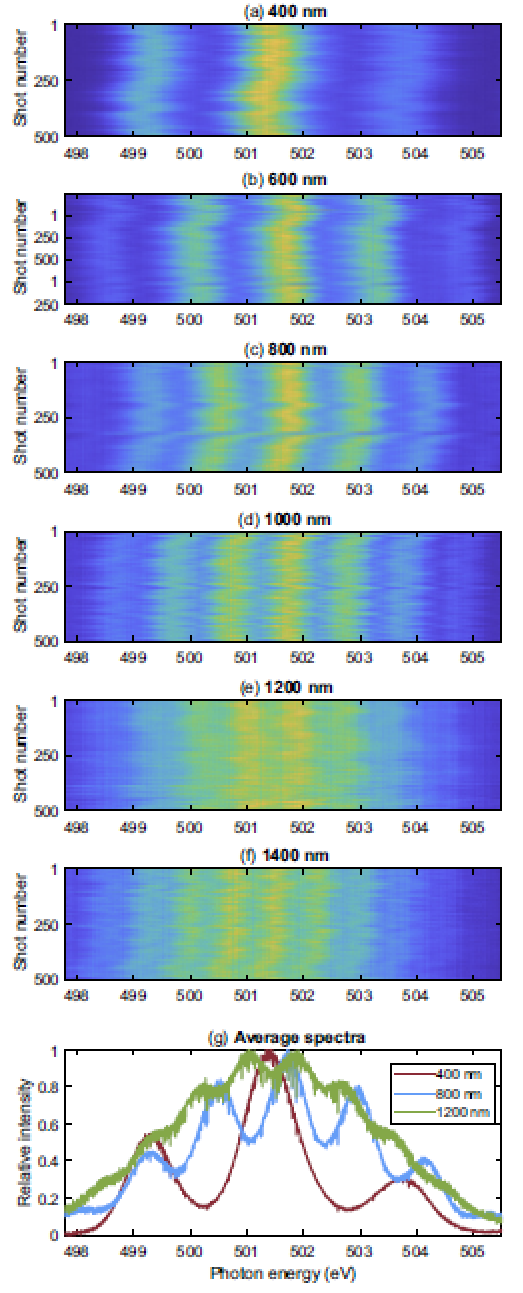 (a) 400 nm
Shot number
1
250
500
498 499 500 501 502 503 504 505
(b) 600 nm
Shot number
1
250
500
1
250
498 499 500 501 502 503 504 505
(c) 800 nm
Shot number
1
250
500
498 499 500 501 502 503 504 505
(d) 1000 nm
Shot number
1
250
500
498 499 500 501 502 503 504 505
(e) 1200 nm
Shot number
1
250
500
498 499 500 501 502 503 504 505
(f) 1400 nm
Shot number
1
250
500
498 499 500 501 502 503 504 505
(g) Average spectra
Relative intensity
1
0.8
0.6
0.4
0.2
0
400 nm
800 nm
1200 nm
498 499 500 501 502 503 504 505
Photon energy (eV)